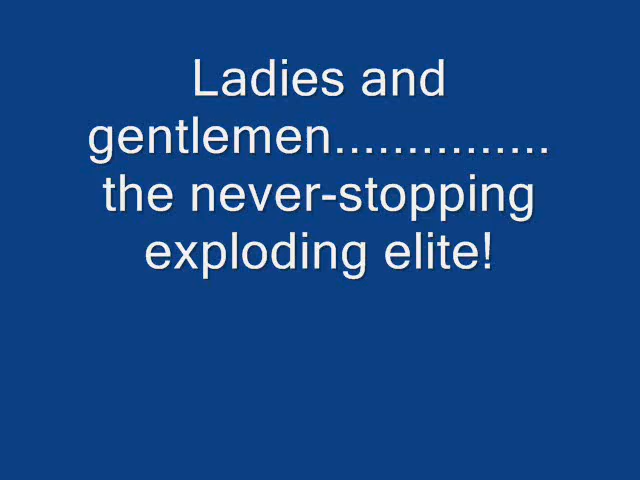 Ladies and
gentlemen...............
the never-stopping
exploding elite!